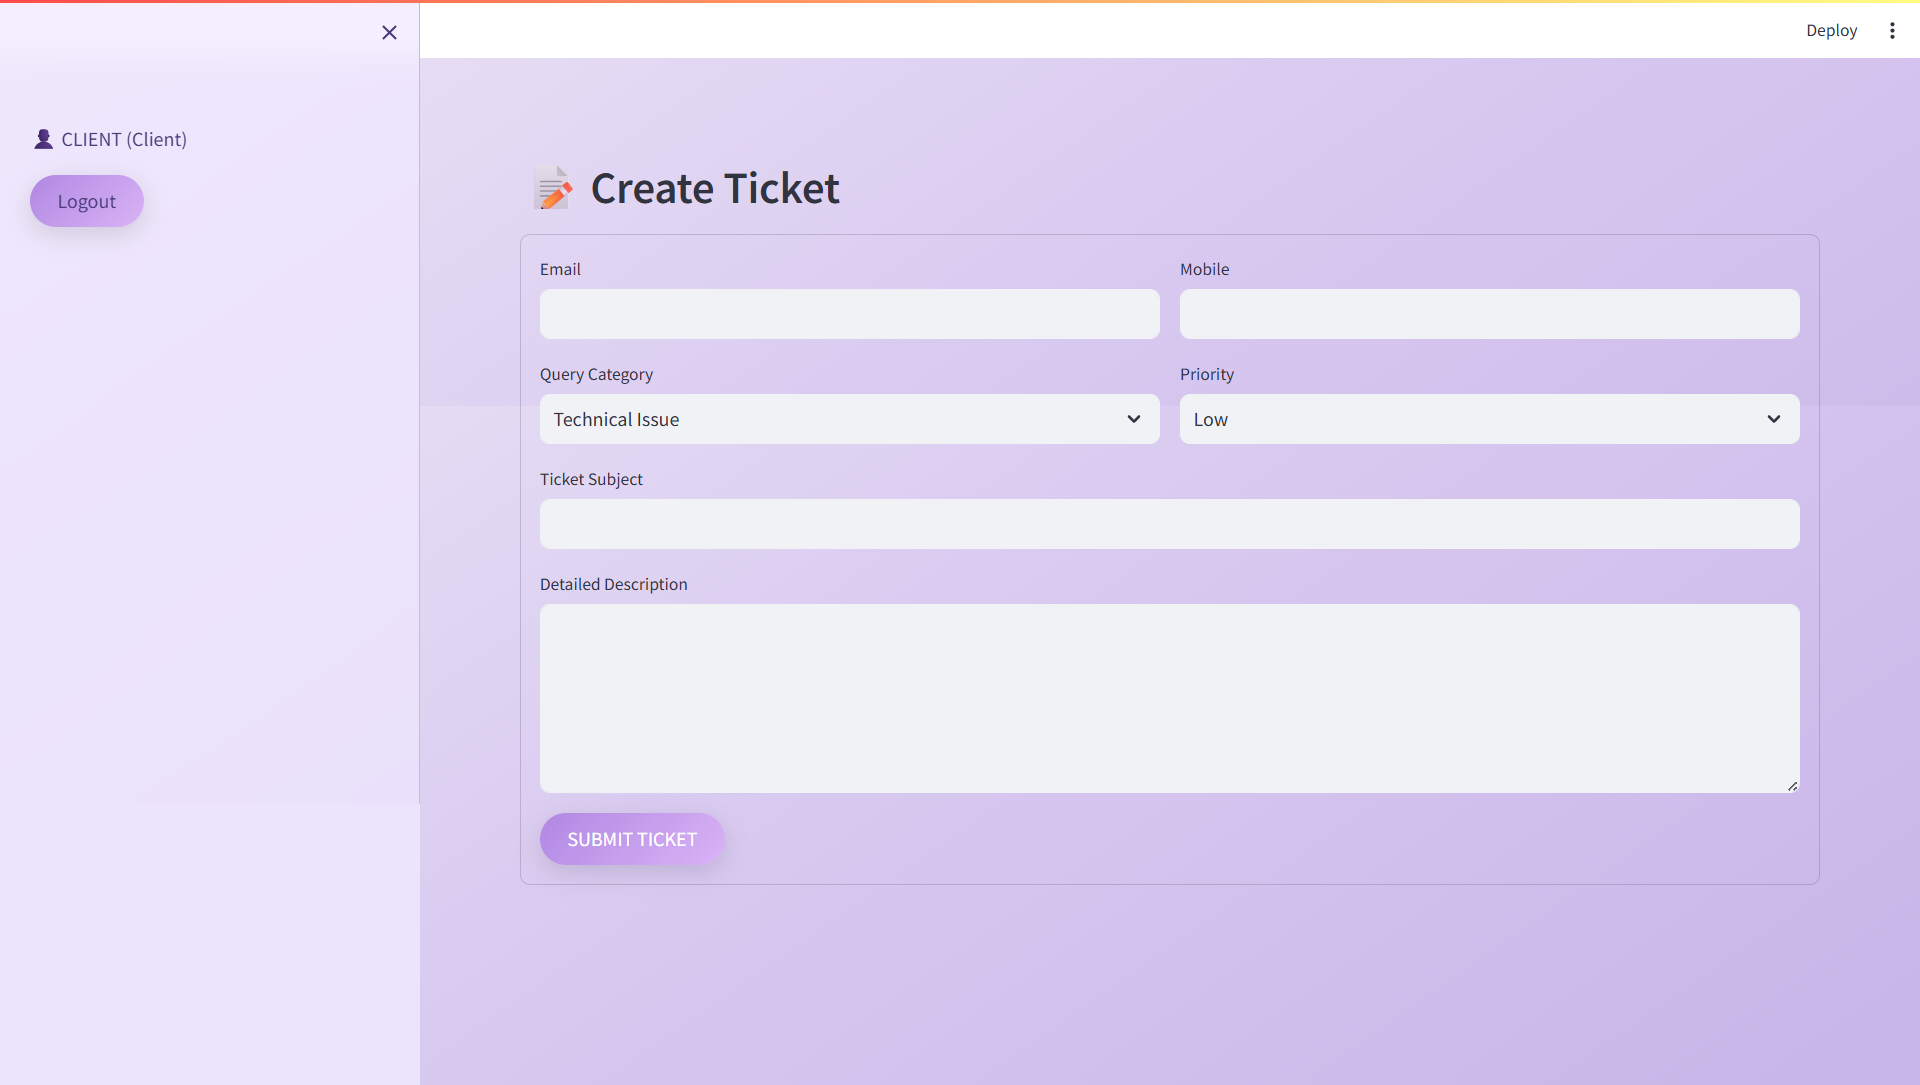 Deploy
CLIENT (Client)
Logout
Create Ticket
Email
Mobile
Query Category
Priority
Technical Issue
Low
Ticket Subject
Detailed Description
SUBMIT TICKET